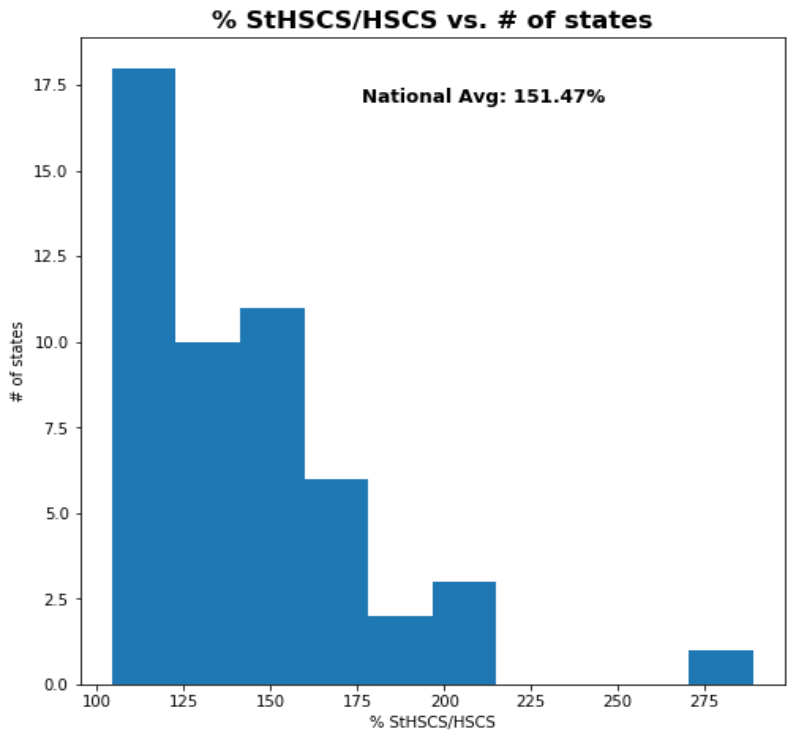 % StHSCS/HSCS vs. # of states
National Avg: 151.47%
# of states
17.5
15.0
12.5
10.0
7.5
5.0
2.5
0.0
100 125 150 175 200 225 250 275
% StHSCS/HSCS